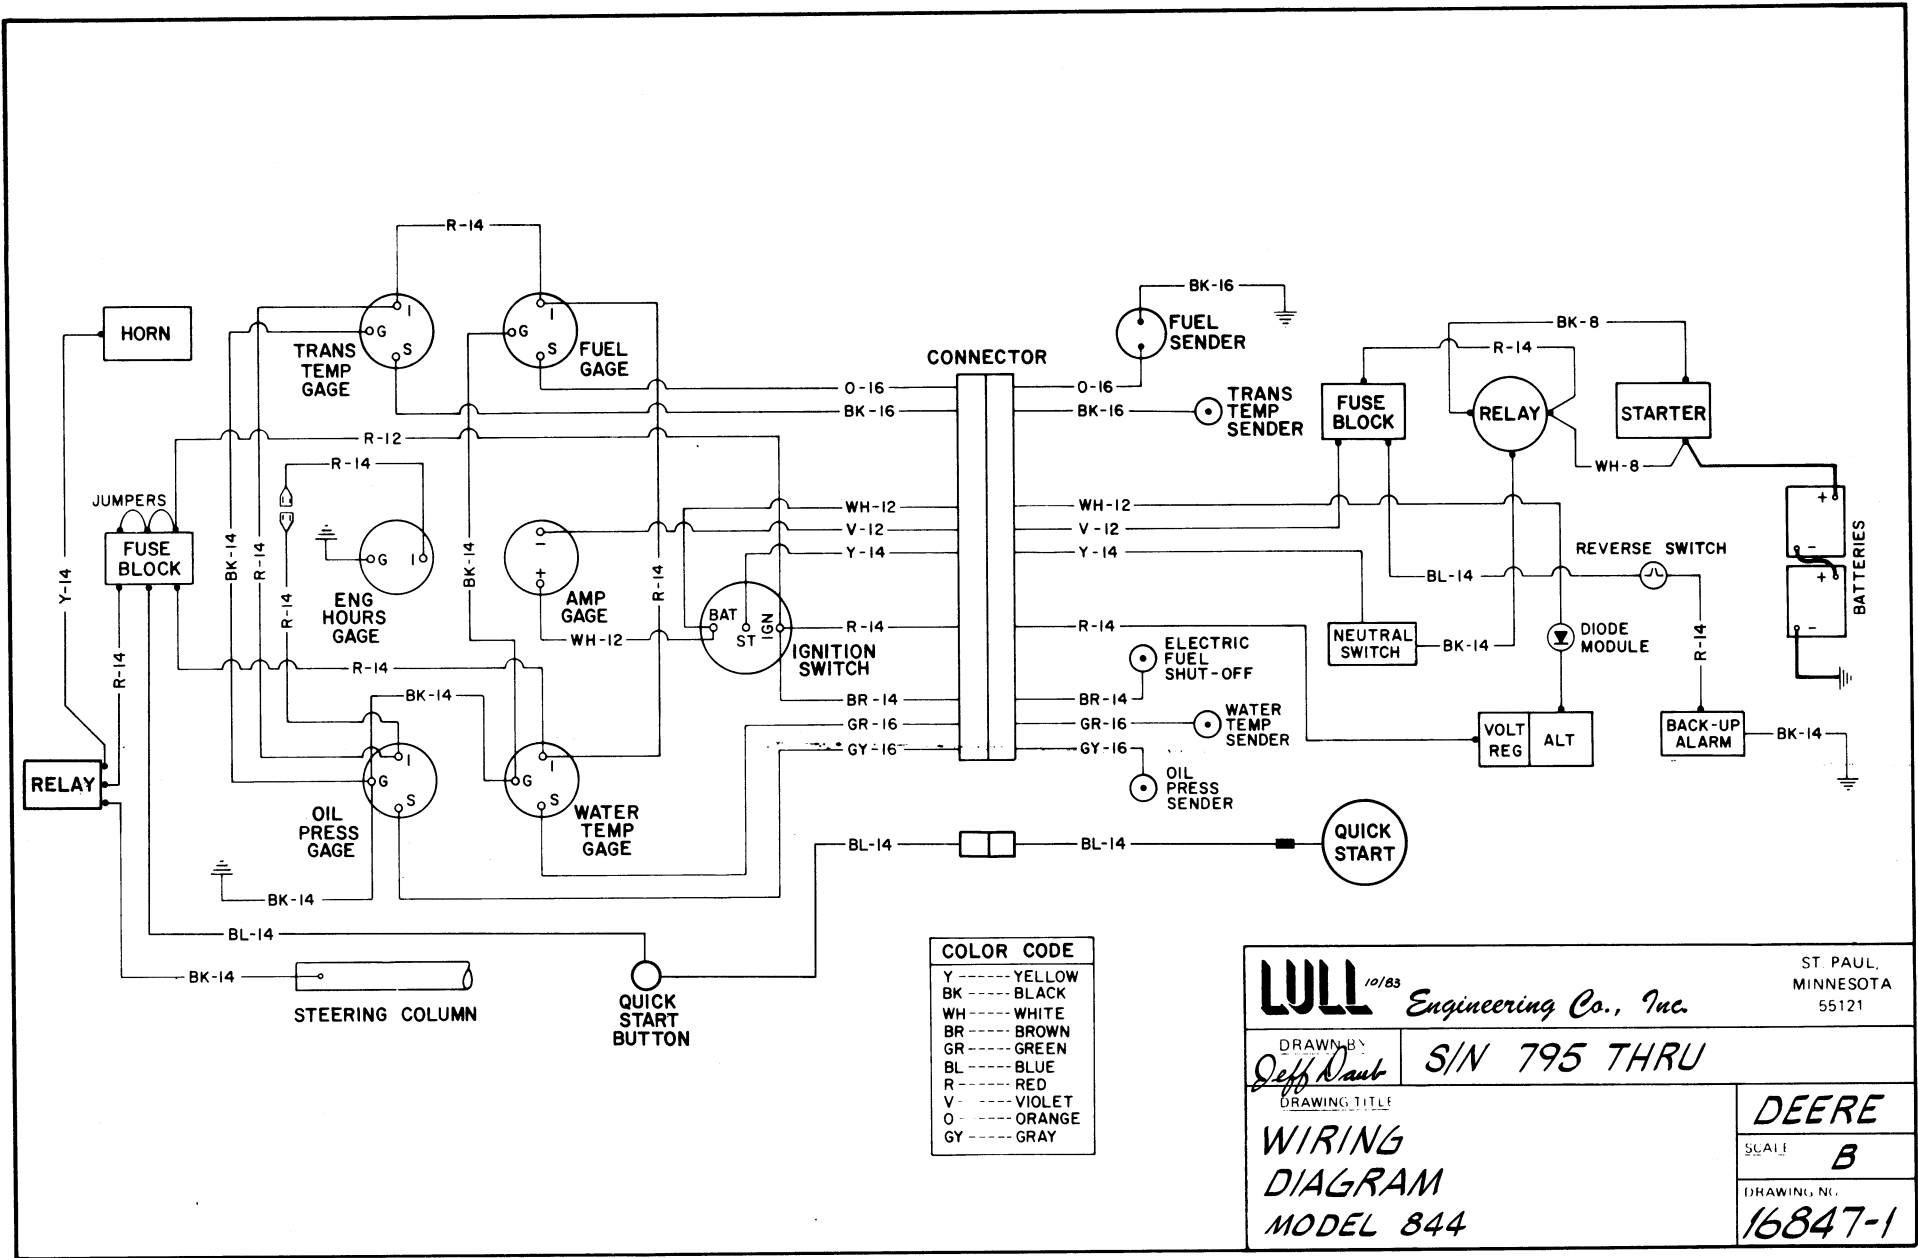 R-14
BK-16
HORN
I
G
S
TRANS
TEMP
GAGE
I
G
S
FUEL
GAGE
FUEL
SENDER
BK-8
R-14
CONNECTOR
O-16
O-16
BK-16
BK-16
TRANS
TEMP
SENDER
FUSE
BLOCK
RELAY
STARTER
R-12
R-14
WH-8
JUMPERS
WH-12
WH-12
V-12
V-12
Y-14
Y-14
+
-
+
-
BATTERIES
FUSE
BLOCK
BK-14
R-14
R-14
G
I
ENG
HOURS
GAGE
BK-14
-
+
AMP
GAGE
R-14
WH-12
BAT
ST
IGN
IGNITION
SWITCH
REVERSE SWITCH
BL-14
Y-14
R-14
R-14
R-14
NEUTRAL
SWITCH
BK-14
DIODE
MODULE
R-14
R-14
R-14
ELECTRIC
FUEL
SHUT-OFF
BK-14
BR-14
BR-14
GR-16
GR-16
WATER
TEMP
SENDER
GY-16
GY-16
OIL
PRESS
SENDER
VOLT
REG
ALT
BACK-UP
ALARM
BK-14
RELAY
I
G
S
OIL
PRESS
GAGE
I
G
S
WATER
TEMP
GAGE
BL-14
BL-14
QUICK
START
BK-14
BL-14
BK-14
STEERING COLUMN
QUICK
START
BUTTON
COLOR CODE
Y ------ YELLOW
BK ----- BLACK
WH ----- WHITE
BR ----- BROWN
GR ----- GREEN
BL ----- BLUE
R ------ RED
V - ---- VIOLET
O - ---- ORANGE
GY ----- GRAY
LULL 10/83 Engineering Co., Inc.
ST. PAUL,
MINNESOTA
55121
DRAWN BY
Jeff Daub
S/N 795 THRU
DRAWING TITLE
WIRING
DIAGRAM
MODEL 844
DEERE
SCALE B
DRAWING NO.
16847-1